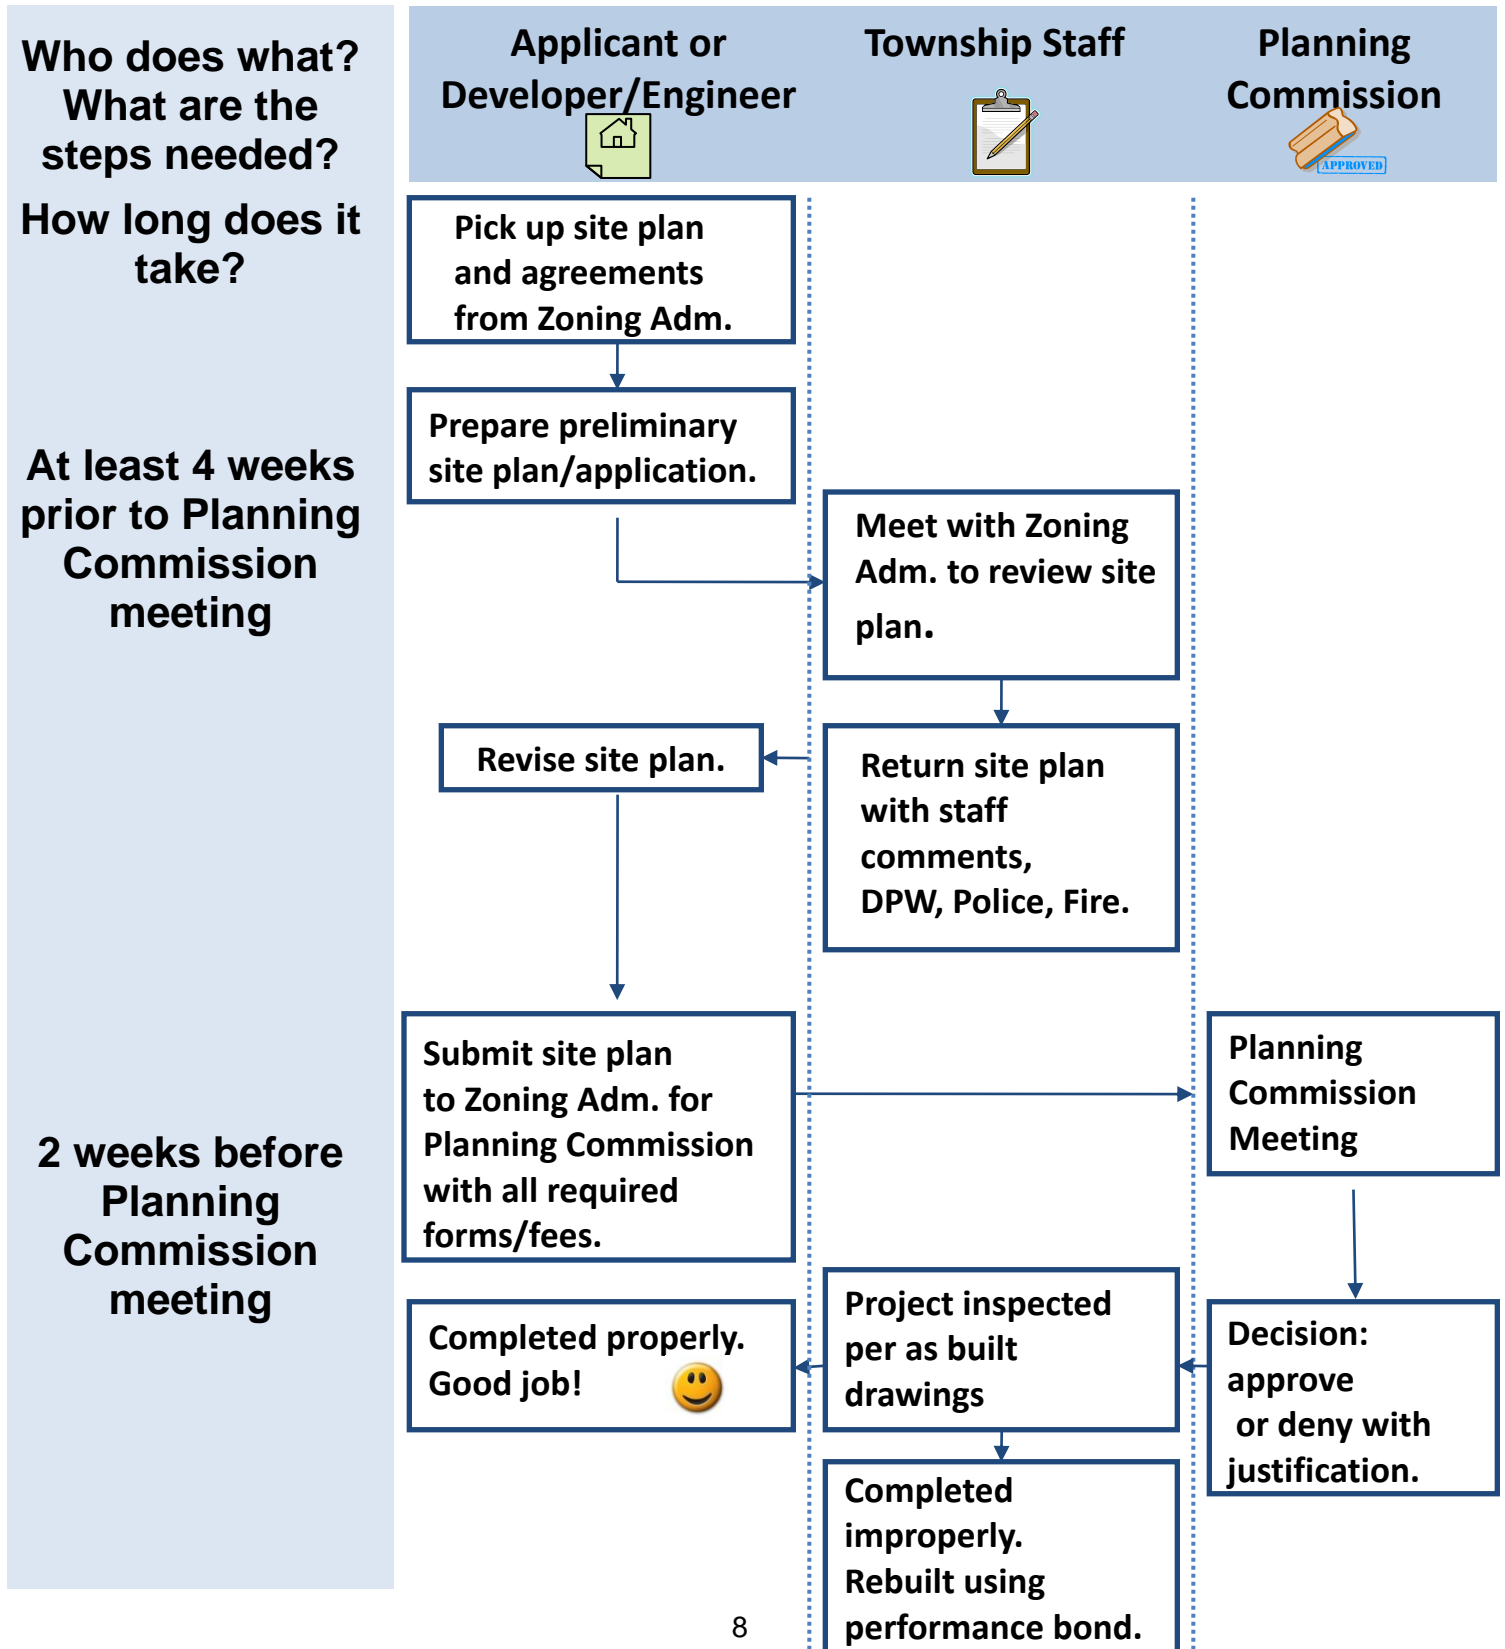 Who does what?
What are the
steps needed?
How long does it
take?
At least 4 weeks
prior to Planning
Commission
meeting
2 weeks before
Planning
Commission
meeting
Applicant or
Developer/Engineer
Township Staff
Planning
Commission
APPROVED
Pick up site plan
and agreements
from Zoning Adm.
Prepare preliminary
site plan/application.
Meet with Zoning
Adm. to review site
plan.
Revise site plan.
Return site plan
with staff
comments,
DPW, Police, Fire.
Submit site plan
to Zoning Adm. for
Planning Commission
with all required
forms/fees.
Planning
Commission
Meeting
Completed properly.
Good job!
Project inspected
per as built
drawings
Decision:
approve
or deny with
justification.
Completed
improperly.
Rebuilt using
performance bond.
8